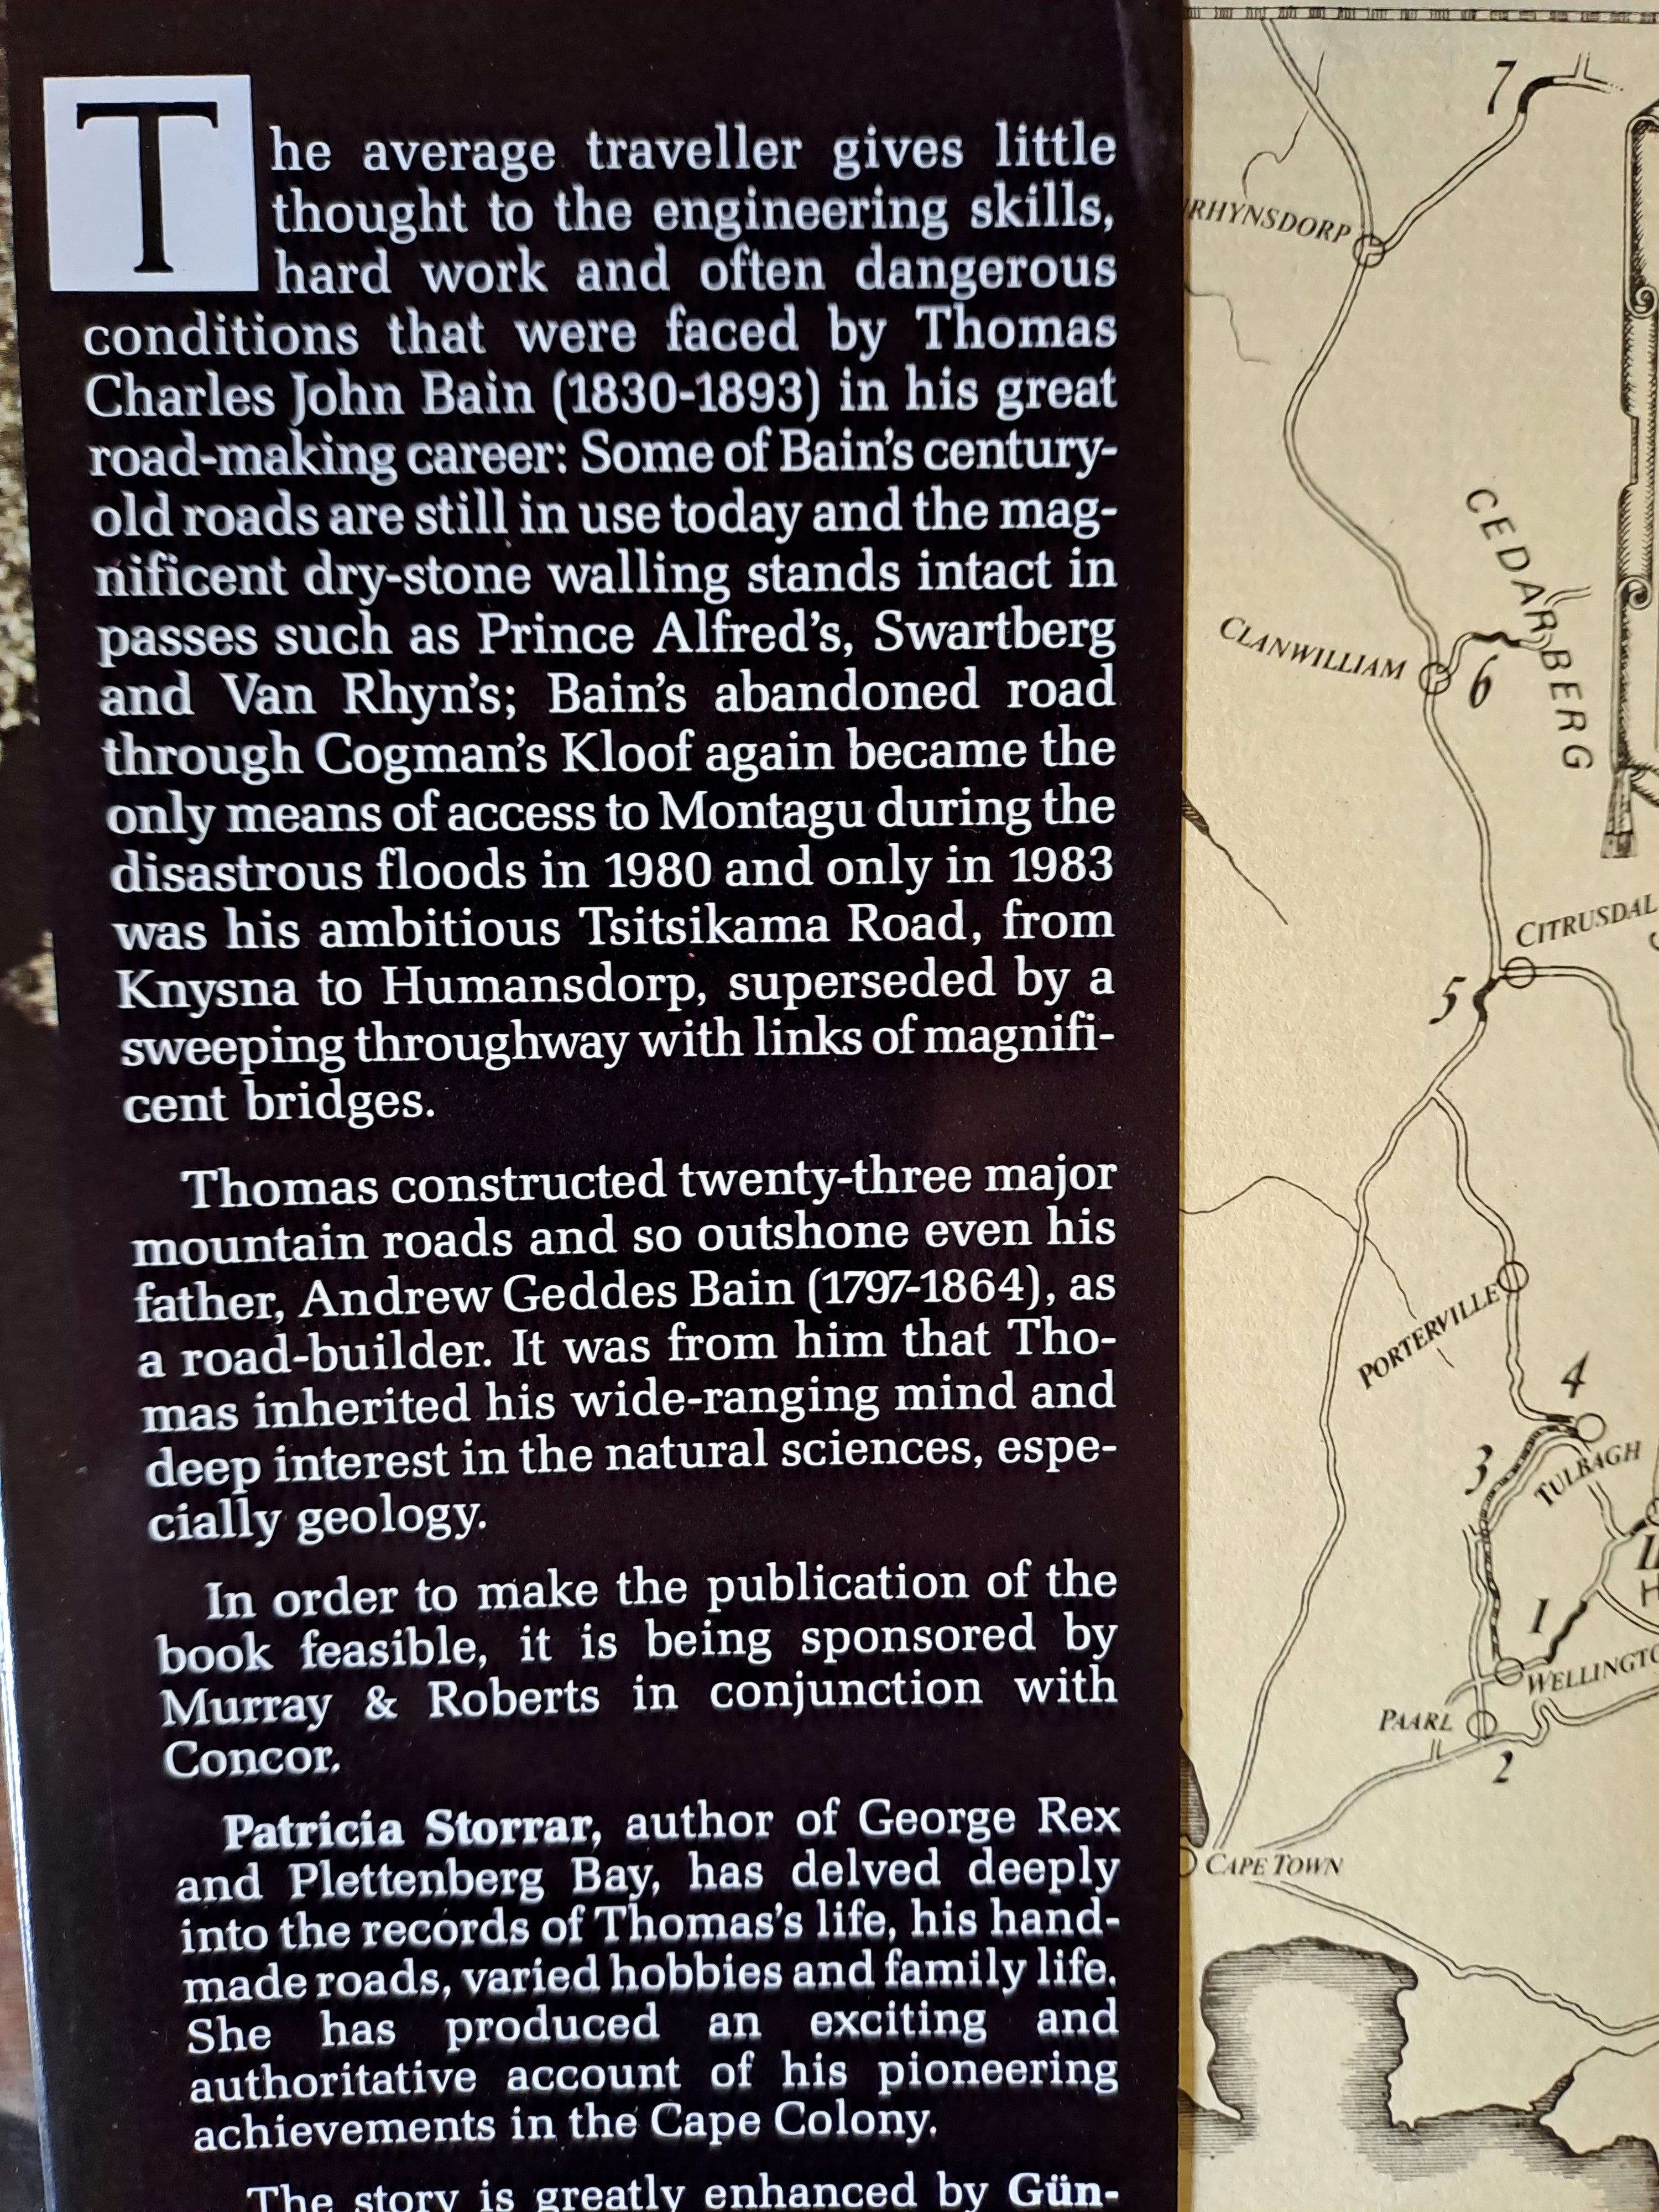 The average traveller gives little
thought to the engineering skills,
hard work and often dangerous
conditions that were faced by Thomas
Charles John Bain (1830-1893) in his great
road-making career: Some of Bain's century-
old roads are still in use today and the mag-
nificent dry-stone walling stands intact in
passes such as Prince Alfred's, Swartberg
and Van Rhyn's; Bain's abandoned road
through Cogman's Kloof again became the
only means of access to Montagu during the
disastrous floods in 1980 and only in 1983
was his ambitious Tsitsikama Road, from
Knysna to Humansdorp, superseded by a
sweeping throughway with links of magnifi-
cent bridges.
Thomas constructed twenty-three major
mountain roads and so outshone even his
father, Andrew Geddes Bain (1797-1864), as
a road-builder. It was from him that Tho-
mas inherited his wide-ranging mind and
deep interest in the natural sciences, espe-
cially geology.
In order to make the publication of the
book feasible, it is being sponsored by
Murray & Roberts in conjunction with
Concor.
Patricia Storrar, author of George Rex
and Plettenberg Bay, has delved deeply
into the records of Thomas's life, his hand-
made roads, varied hobbies and family life.
She has produced an exciting and
authoritative account of his pioneering
achievements in the Cape Colony.
The story is greatly enhanced by Gün-
7
RHYNSDORP
CEDARBERG
CLANWILLIAM
6
CITRUSDAL
5
PORTERVILLE
4
3
TULBAGH
1
WELLINGTO
PAARL
2
CAPE TOWN